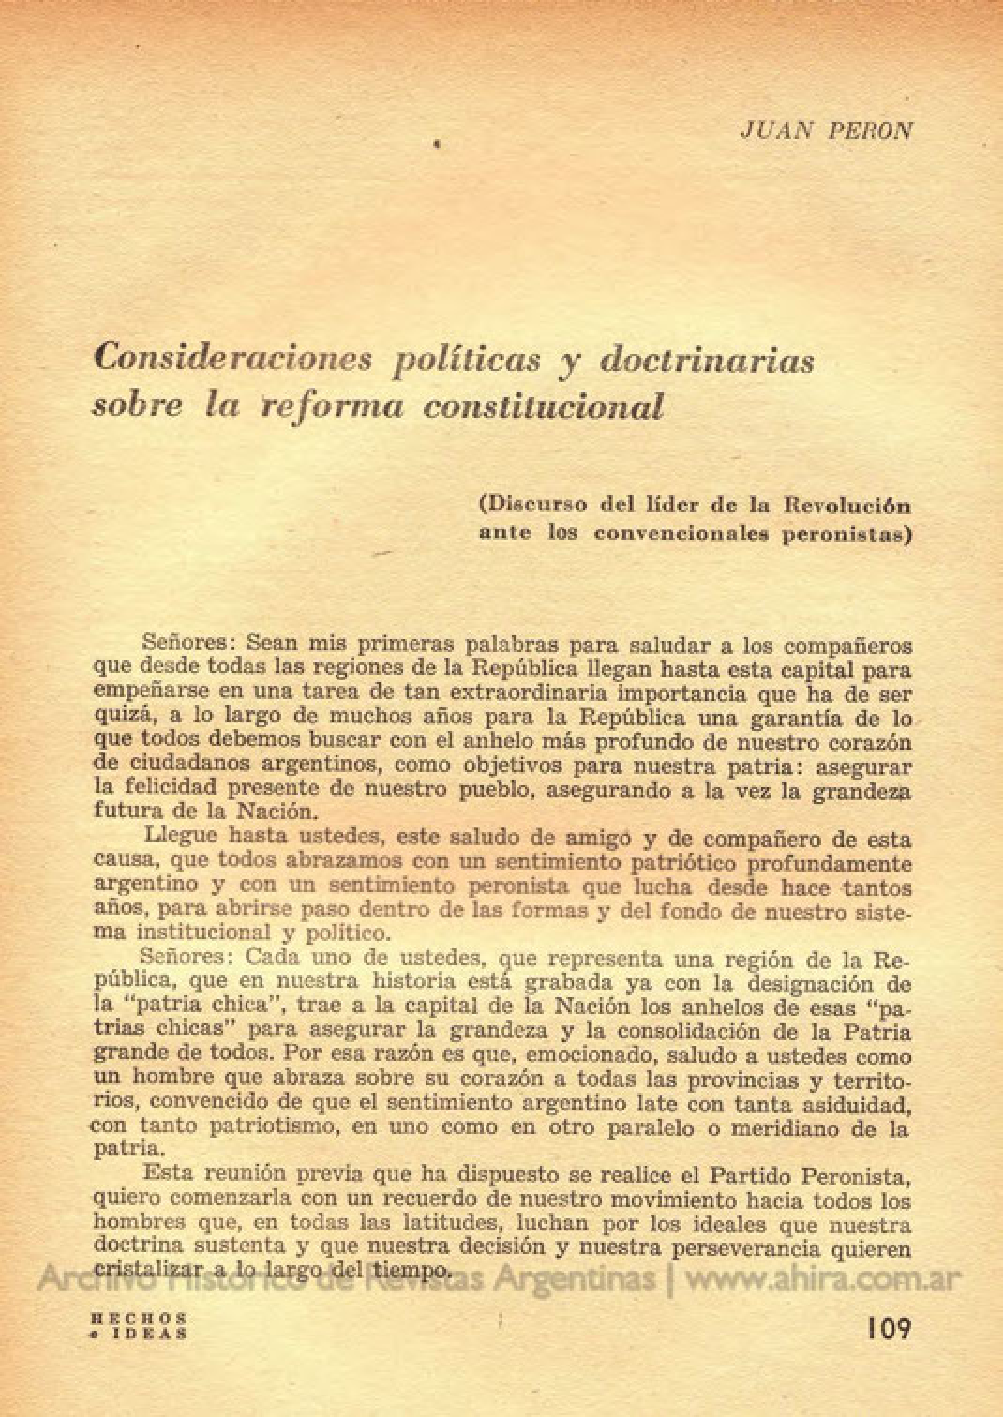 JUAN PERON
Consideraciones políticas y doctrinarias
sobre la reforma constitucional
(Discurso del líder de la Revolución
ante los convencionales peronistas)
Señores: Sean mis primeras palabras para saludar a los compañeros
que desde todas las regiones de la República llegan hasta esta capital para
empeñarse en una tarea de tan extraordinaria importancia que ha de ser
quizá, a lo largo de muchos años para la República una garantía de lo
que todos debemos buscar con el anhelo más profundo de nuestro corazón
de ciudadanos argentinos, como objetivos para nuestra patria: asegurar
la felicidad presente de nuestro pueblo, asegurando a la vez la grandeza
futura de la Nación.
Llegue hasta ustedes, este saludo de amigo y de compañero de esta
causa, que todos abrazamos con un sentimiento patriótico profundamente
argentino y con un sentimiento peronista que lucha desde hace tantos
años, para abrirse paso dentro de las formas y del fondo de nuestro siste-
ma institucional y político.
Señores: Cada uno de ustedes, que representa una región de la Re-
pública, que en nuestra historia está grabada ya con la designación de
la "patria chica", trae a la capital de la Nación los anhelos de esas "pa-
trias chicas" para asegurar la grandeza y la consolidación de la Patria
grande de todos. Por esa razón es que, emocionado, saludo a ustedes como
un hombre que abraza sobre su corazón a todas las provincias y territo-
rios, convencido de que el sentimiento argentino late con tanta asiduidad,
con tanto patriotismo, en uno como en otro paralelo o meridiano de la
patria.
Esta reunión previa que ha dispuesto se realice el Partido Peronista,
quiero comenzarla con un recuerdo de nuestro movimiento hacia todos los
hombres que, en todas las latitudes, luchan por los ideales que nuestra
doctrina sustenta y que nuestra decisión y nuestra perseverancia quieren
cristalizar a lo largo del tiempo.
Archivo Histórico de Revistas Argentinas | www.ahira.com.ar
HECHOS
e IDEAS
109